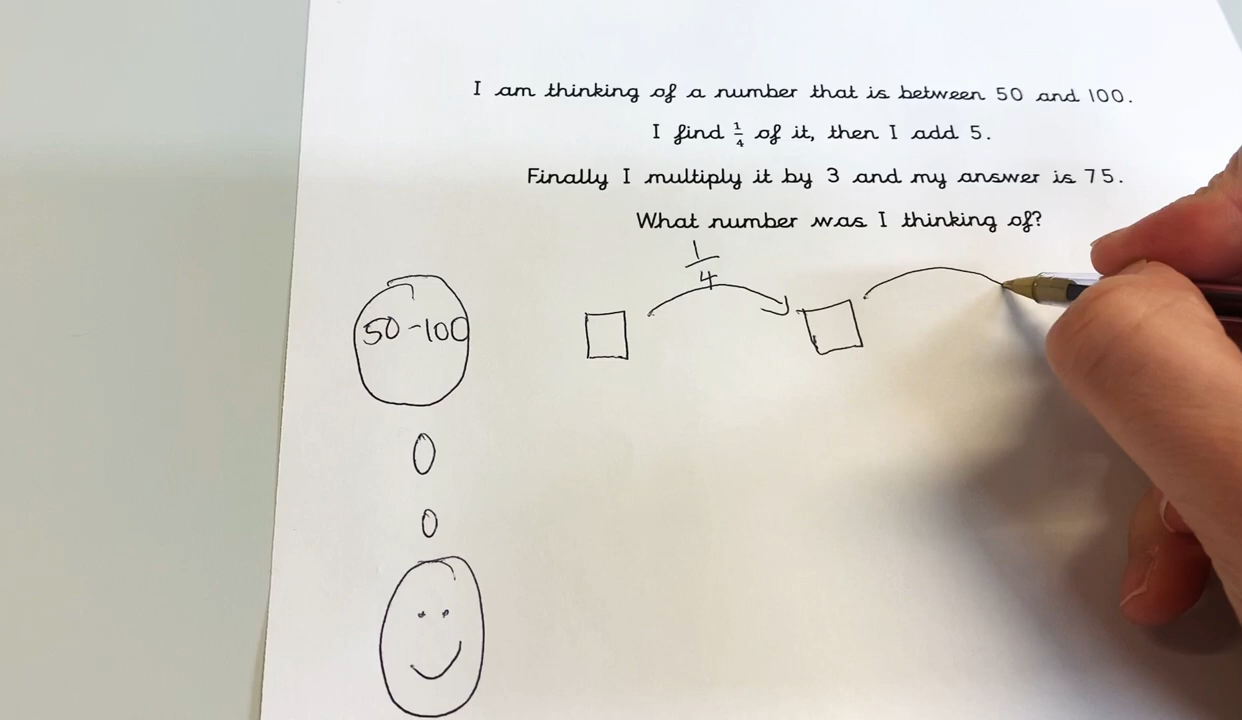 I am thinking of a number that is between 50 and 100.
I find 1/4 of it, then I add 5.
Finally I multiply it by 3 and my answer is 75.
What number was I thinking of?
1/4
50-100